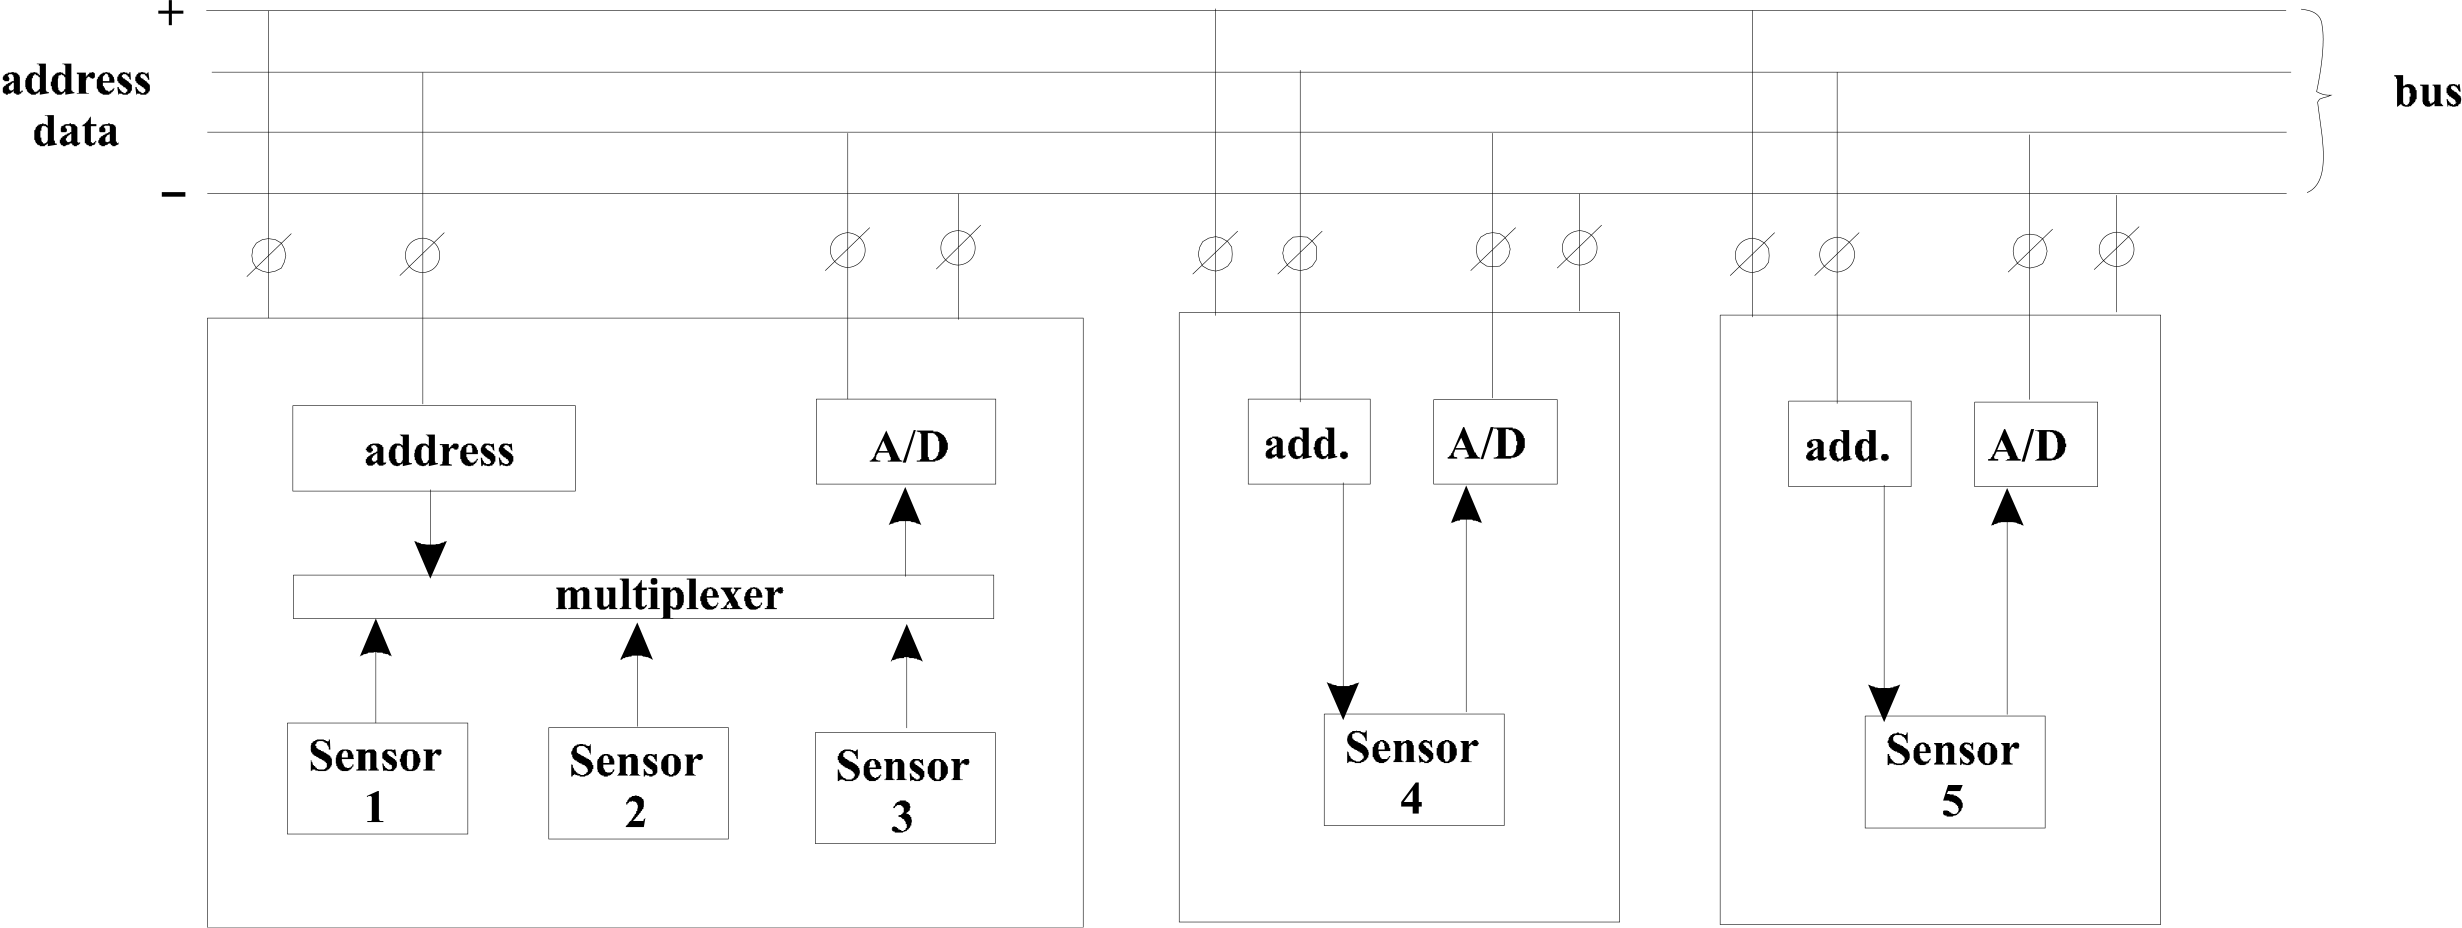 +
address
data
−
bus
address
A/D
multiplexer
Sensor
1
Sensor
2
Sensor
3
add.
A/D
Sensor
4
add.
A/D
Sensor
5